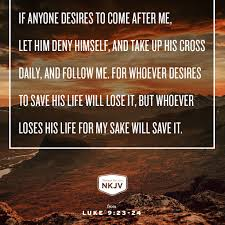 IF ANYONE DESIRES TO COME AFTER ME,
LET HIM DENY HIMSELF, AND TAKE UP HIS CROSS
DAILY, AND FOLLOW ME. FOR WHOEVER DESIRES
TO SAVE HIS LIFE WILL LOSE IT, BUT WHOEVER
LOSES HIS LIFE FOR MY SAKE WILL SAVE IT.
NKJV
from
LUKE 9:23-24